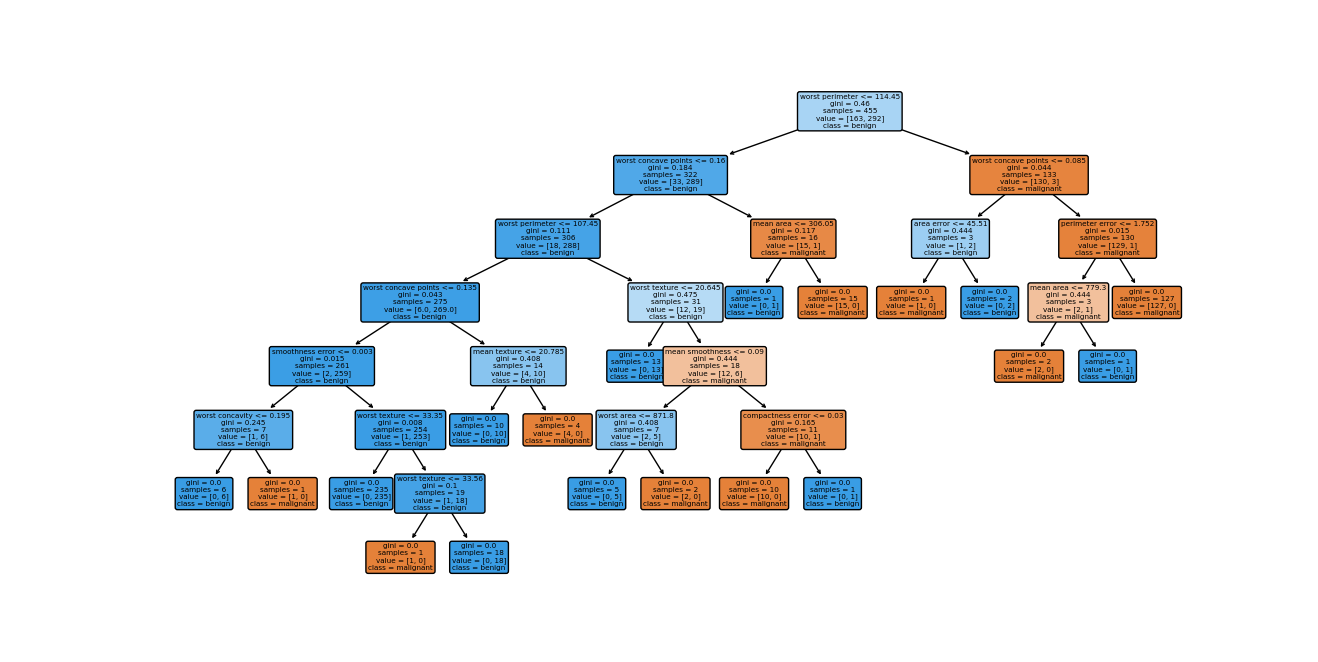 worst perimeter <= 114.45
gini = 0.46
samples = 455
value = [163, 292]
class = benign
worst concave points <= 0.16
gini = 0.184
samples = 322
value = [33, 289]
class = benign
worst concave points <= 0.085
gini = 0.044
samples = 133
value = [130, 3]
class = malignant
worst perimeter <= 107.45
gini = 0.111
samples = 306
value = [18, 288]
class = benign
mean area <= 306.05
gini = 0.117
samples = 16
value = [15, 1]
class = malignant
area error <= 45.51
gini = 0.444
samples = 3
value = [1, 2]
class = benign
perimeter error <= 1.752
gini = 0.015
samples = 130
value = [129, 1]
class = malignant
worst concave points <= 0.135
gini = 0.043
samples = 275
value = [6.0, 269.0]
class = benign
worst texture <= 20.645
gini = 0.475
samples = 31
value = [12, 19]
class = benign
gini = 0.0
samples = 1
value = [0, 1]
class = benign
gini = 0.0
samples = 15
value = [15, 0]
class = malignant
gini = 0.0
samples = 1
value = [1, 0]
class = malignant
gini = 0.0
samples = 2
value = [0, 2]
class = benign
mean area <= 779.3
gini = 0.444
samples = 3
value = [2, 1]
class = malignant
gini = 0.0
samples = 127
value = [127, 0]
class = malignant
smoothness error <= 0.003
gini = 0.015
samples = 261
value = [2, 259]
class = benign
mean texture <= 20.785
gini = 0.408
samples = 14
value = [4, 10]
class = benign
gini = 0.0
samples = 13
value = [0, 13]
class = benign
mean smoothness <= 0.09
gini = 0.444
samples = 18
value = [12, 6]
class = malignant
gini = 0.0
samples = 2
value = [2, 0]
class = malignant
gini = 0.0
samples = 1
value = [0, 1]
class = benign
worst concavity <= 0.195
gini = 0.245
samples = 7
value = [1, 6]
class = benign
worst texture <= 33.35
gini = 0.008
samples = 254
value = [1, 253]
class = benign
gini = 0.0
samples = 10
value = [0, 10]
class = benign
gini = 0.0
samples = 4
value = [4, 0]
class = malignant
worst area <= 871.8
gini = 0.408
samples = 7
value = [2, 5]
class = benign
compactness error <= 0.03
gini = 0.165
samples = 11
value = [10, 1]
class = malignant
gini = 0.0
samples = 6
value = [0, 6]
class = benign
gini = 0.0
samples = 1
value = [1, 0]
class = malignant
gini = 0.0
samples = 235
value = [0, 235]
class = benign
worst texture <= 33.56
gini = 0.1
samples = 19
value = [1, 18]
class = benign
gini = 0.0
samples = 5
value = [0, 5]
class = benign
gini = 0.0
samples = 2
value = [2, 0]
class = malignant
gini = 0.0
samples = 10
value = [10, 0]
class = malignant
gini = 0.0
samples = 1
value = [0, 1]
class = benign
gini = 0.0
samples = 1
value = [1, 0]
class = malignant
gini = 0.0
samples = 18
value = [0, 18]
class = benign